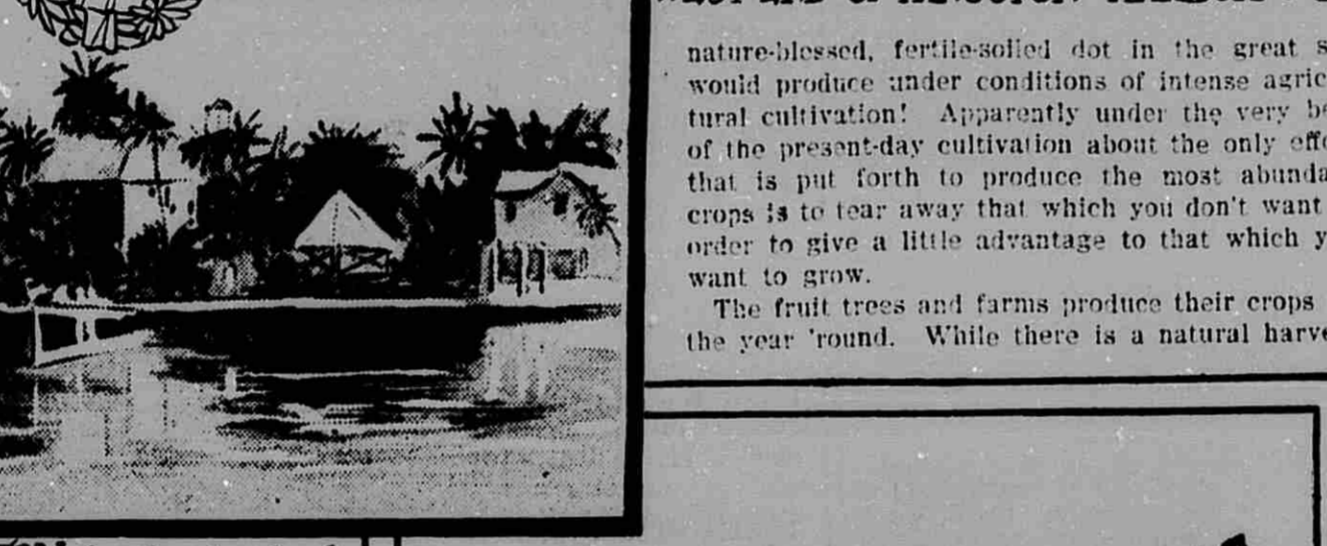 nature-blessed, fertile-soiled dot in the great s
would produce under conditions of intense agric
tural cultivation! Apparently under the very be
of the present-day cultivation about the only effo
that is put forth to produce the most abunda
crops is to tear away that which you don't want
order to give a little advantage to that which y
want to grow.
The fruit trees and farms produce their crops
the year 'round. While there is a natural harve